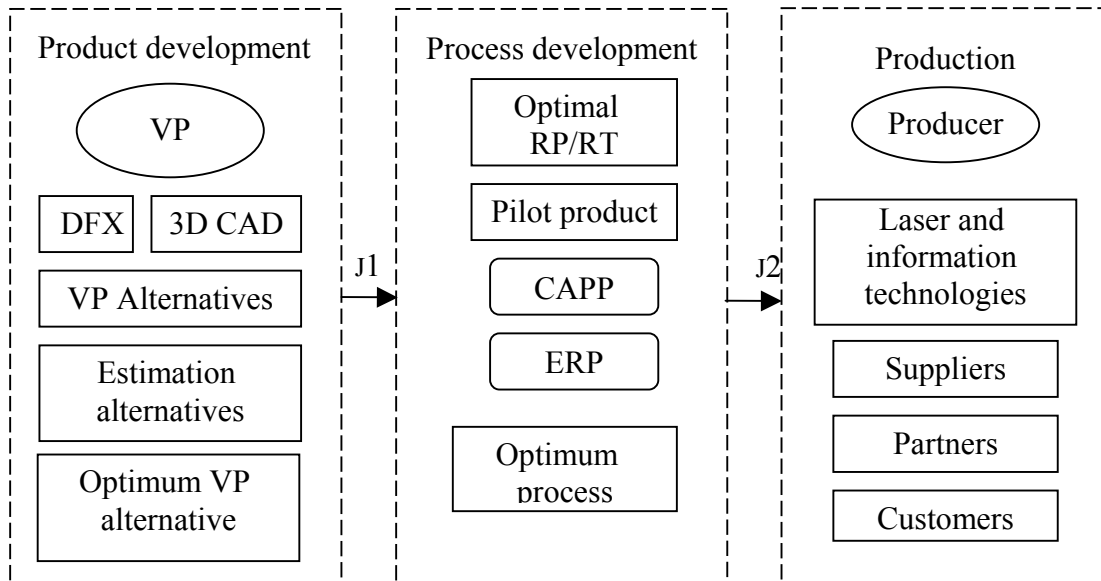 Product development
VP
DFX
3D CAD
VP Alternatives
Estimation
alternatives
Optimum VP
alternative
J1
Process development
Optimal
RP/RT
Pilot product
CAPP
ERP
Optimum
process
J2
Production
Producer
Laser and
information
technologies
Suppliers
Partners
Customers